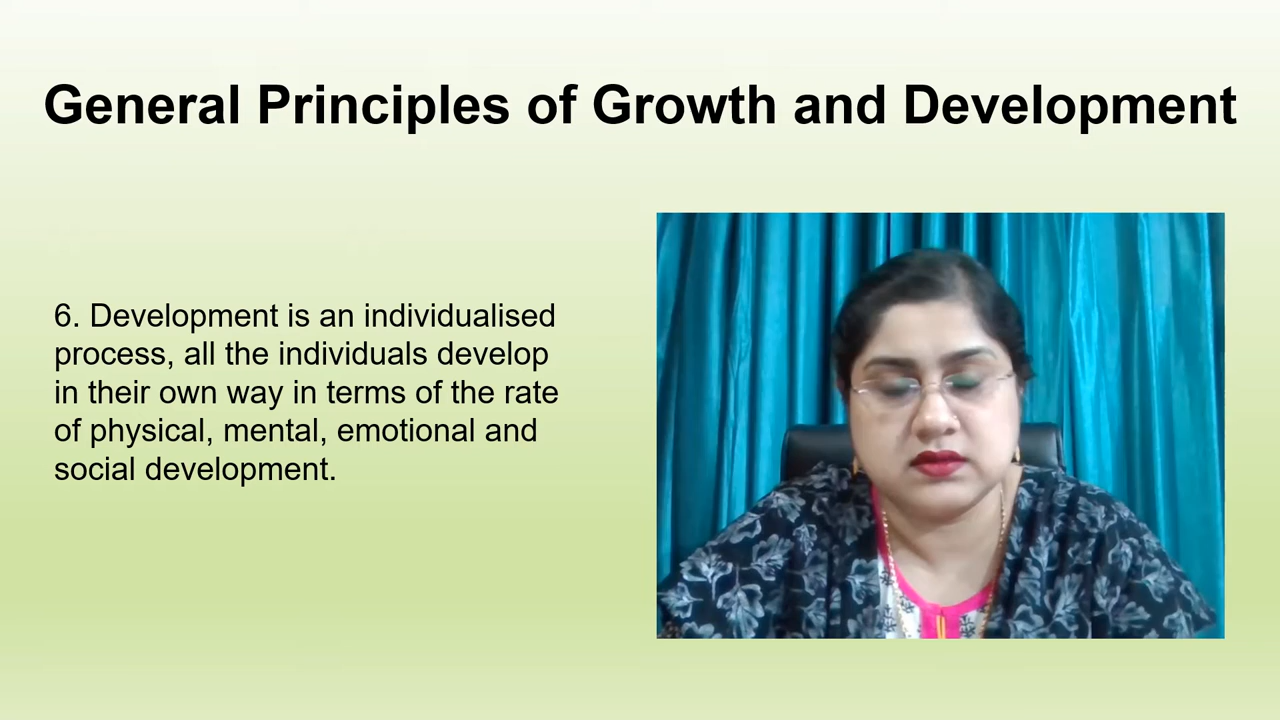 General Principles of Growth and Development
6. Development is an individualised
process, all the individuals develop
in their own way in terms of the rate
of physical, mental, emotional and
social development.